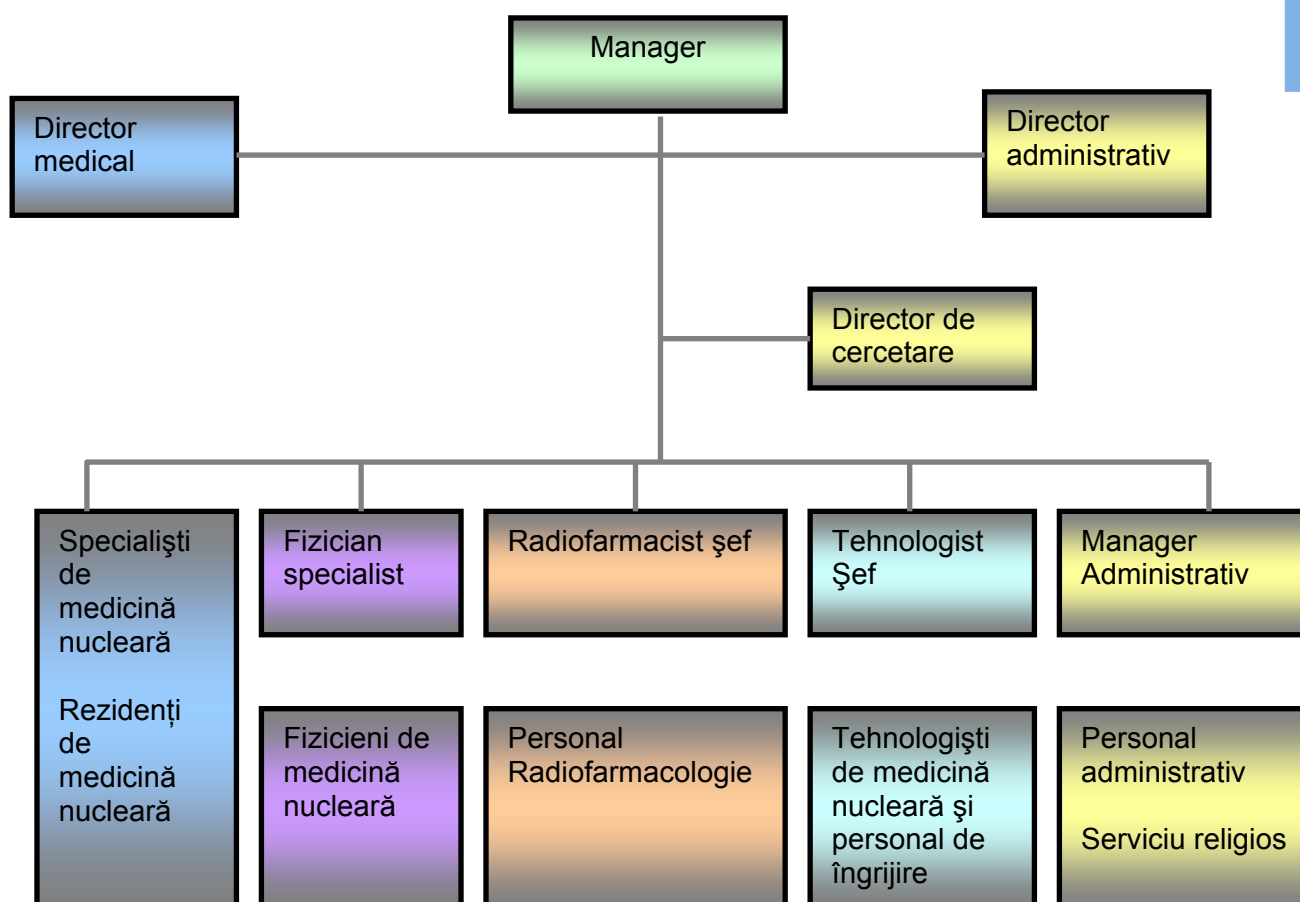 Manager
Director
medical
Director
administrativ
Director de
cercetare
Specialişti
de
medicină
nucleară
Rezidenți
de
medicină
nucleară
Fizician
specialist
Radiofarmacist şef
Tehnologist
Şef
Manager
Administrativ
Fizicieni de
medicină
nucleară
Personal
Radiofarmacologie
Tehnologişti
de medicină
nucleară şi
personal de
îngrijire
Personal
administrativ
Serviciu religios